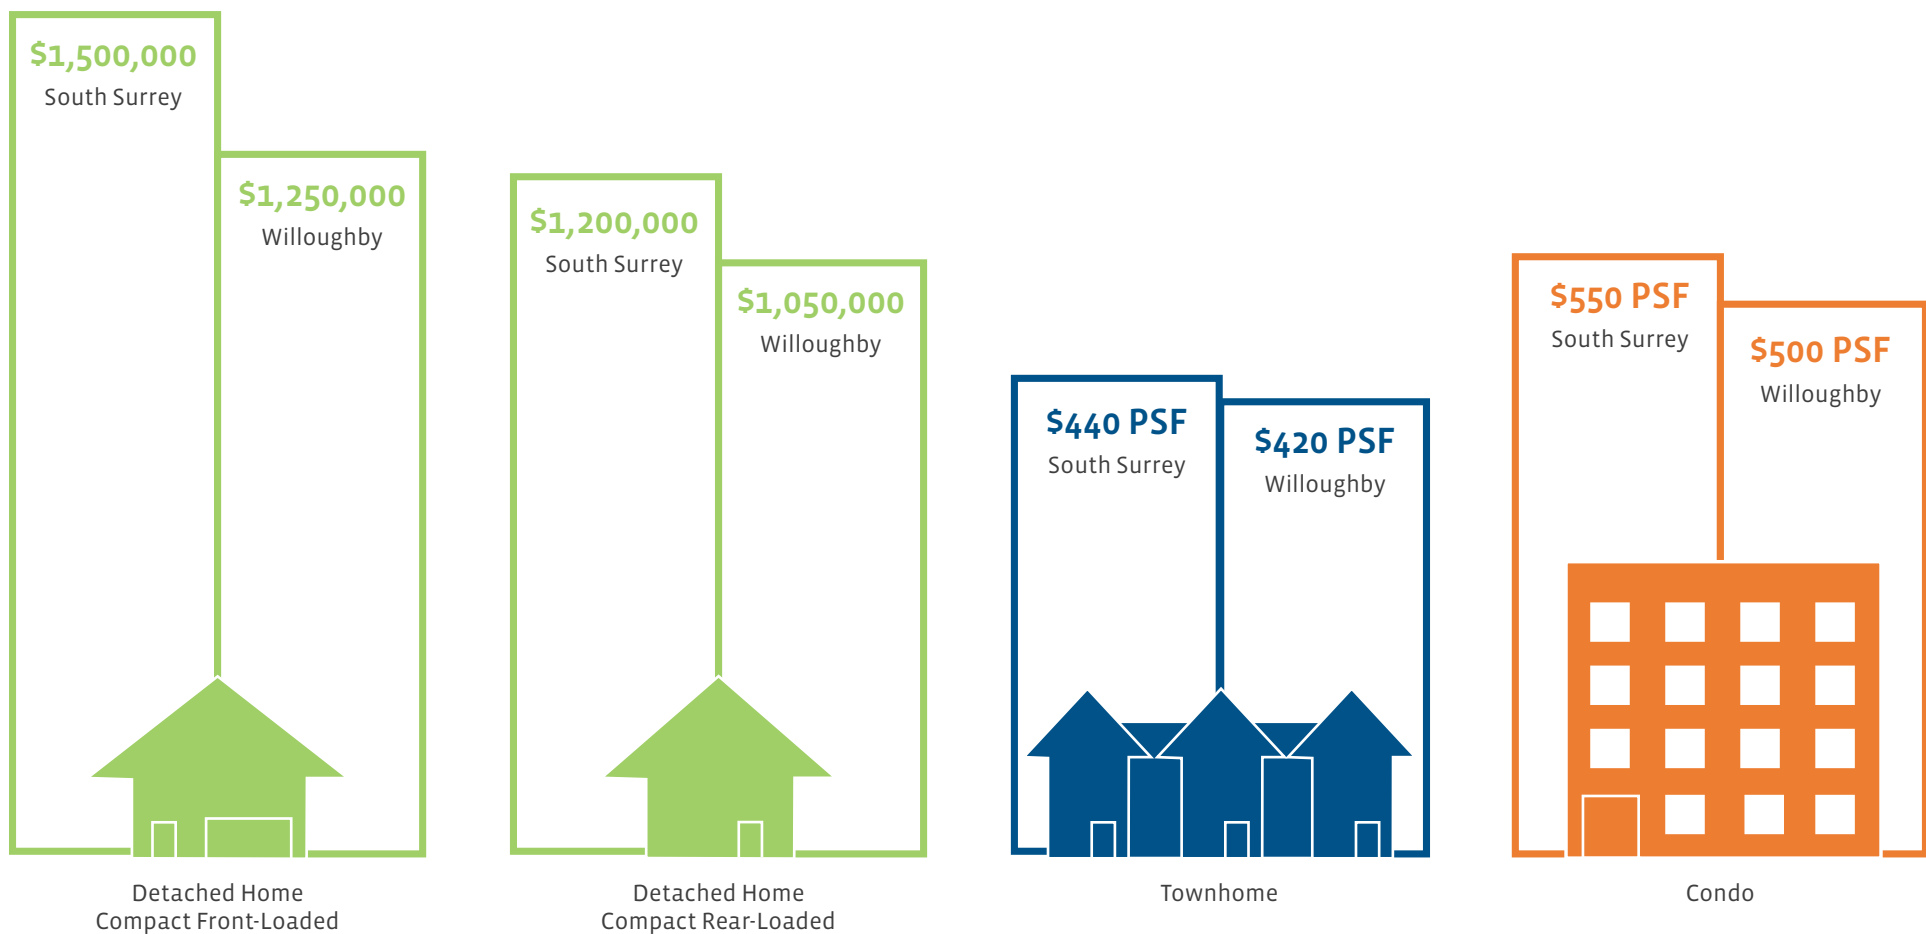 $1,500,000
South Surrey
$1,250,000
Willoughby
Detached Home
Compact Front-Loaded
$1,200,000
South Surrey
$1,050,000
Willoughby
Detached Home
Compact Rear-Loaded
$440 PSF
South Surrey
$420 PSF
Willoughby
Townhome
$550 PSF
South Surrey
$500 PSF
Willoughby
Condo